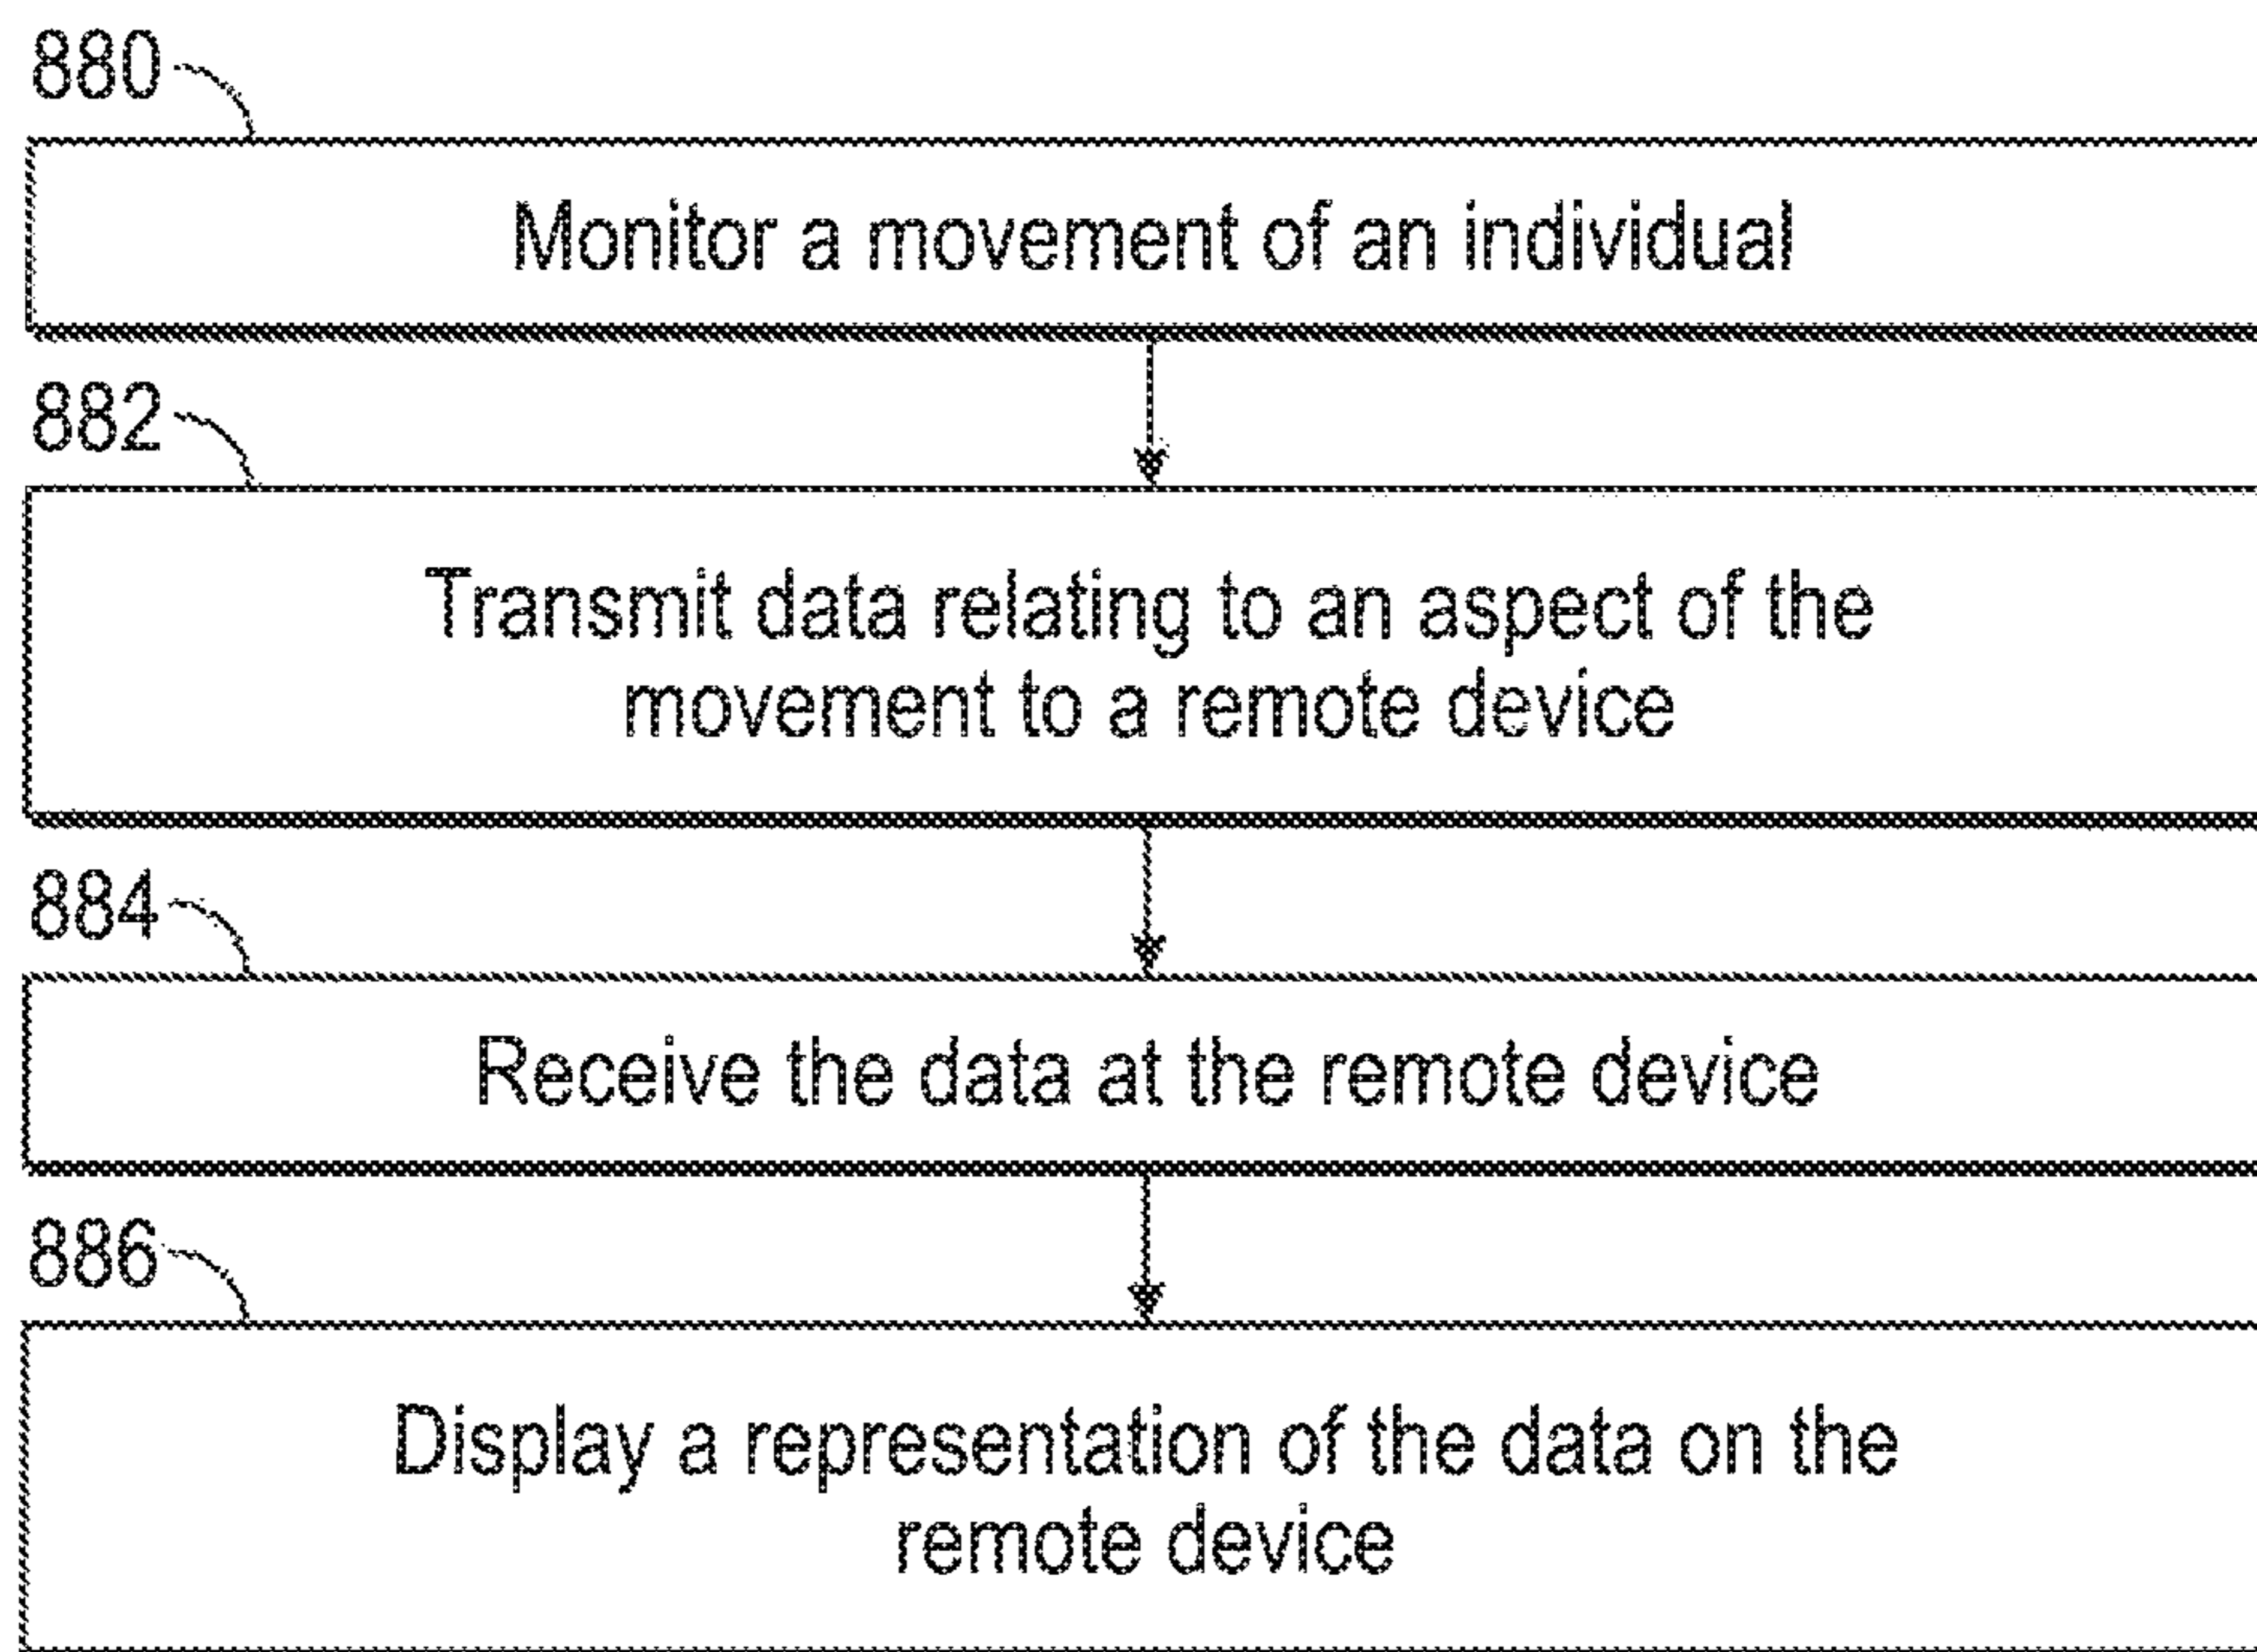 880
Monitor a movement of an individual
882
Transmit data relating to an aspect of the
movement to a remote device
884
Receive the data at the remote device
886
Display a representation of the data on the
remote device